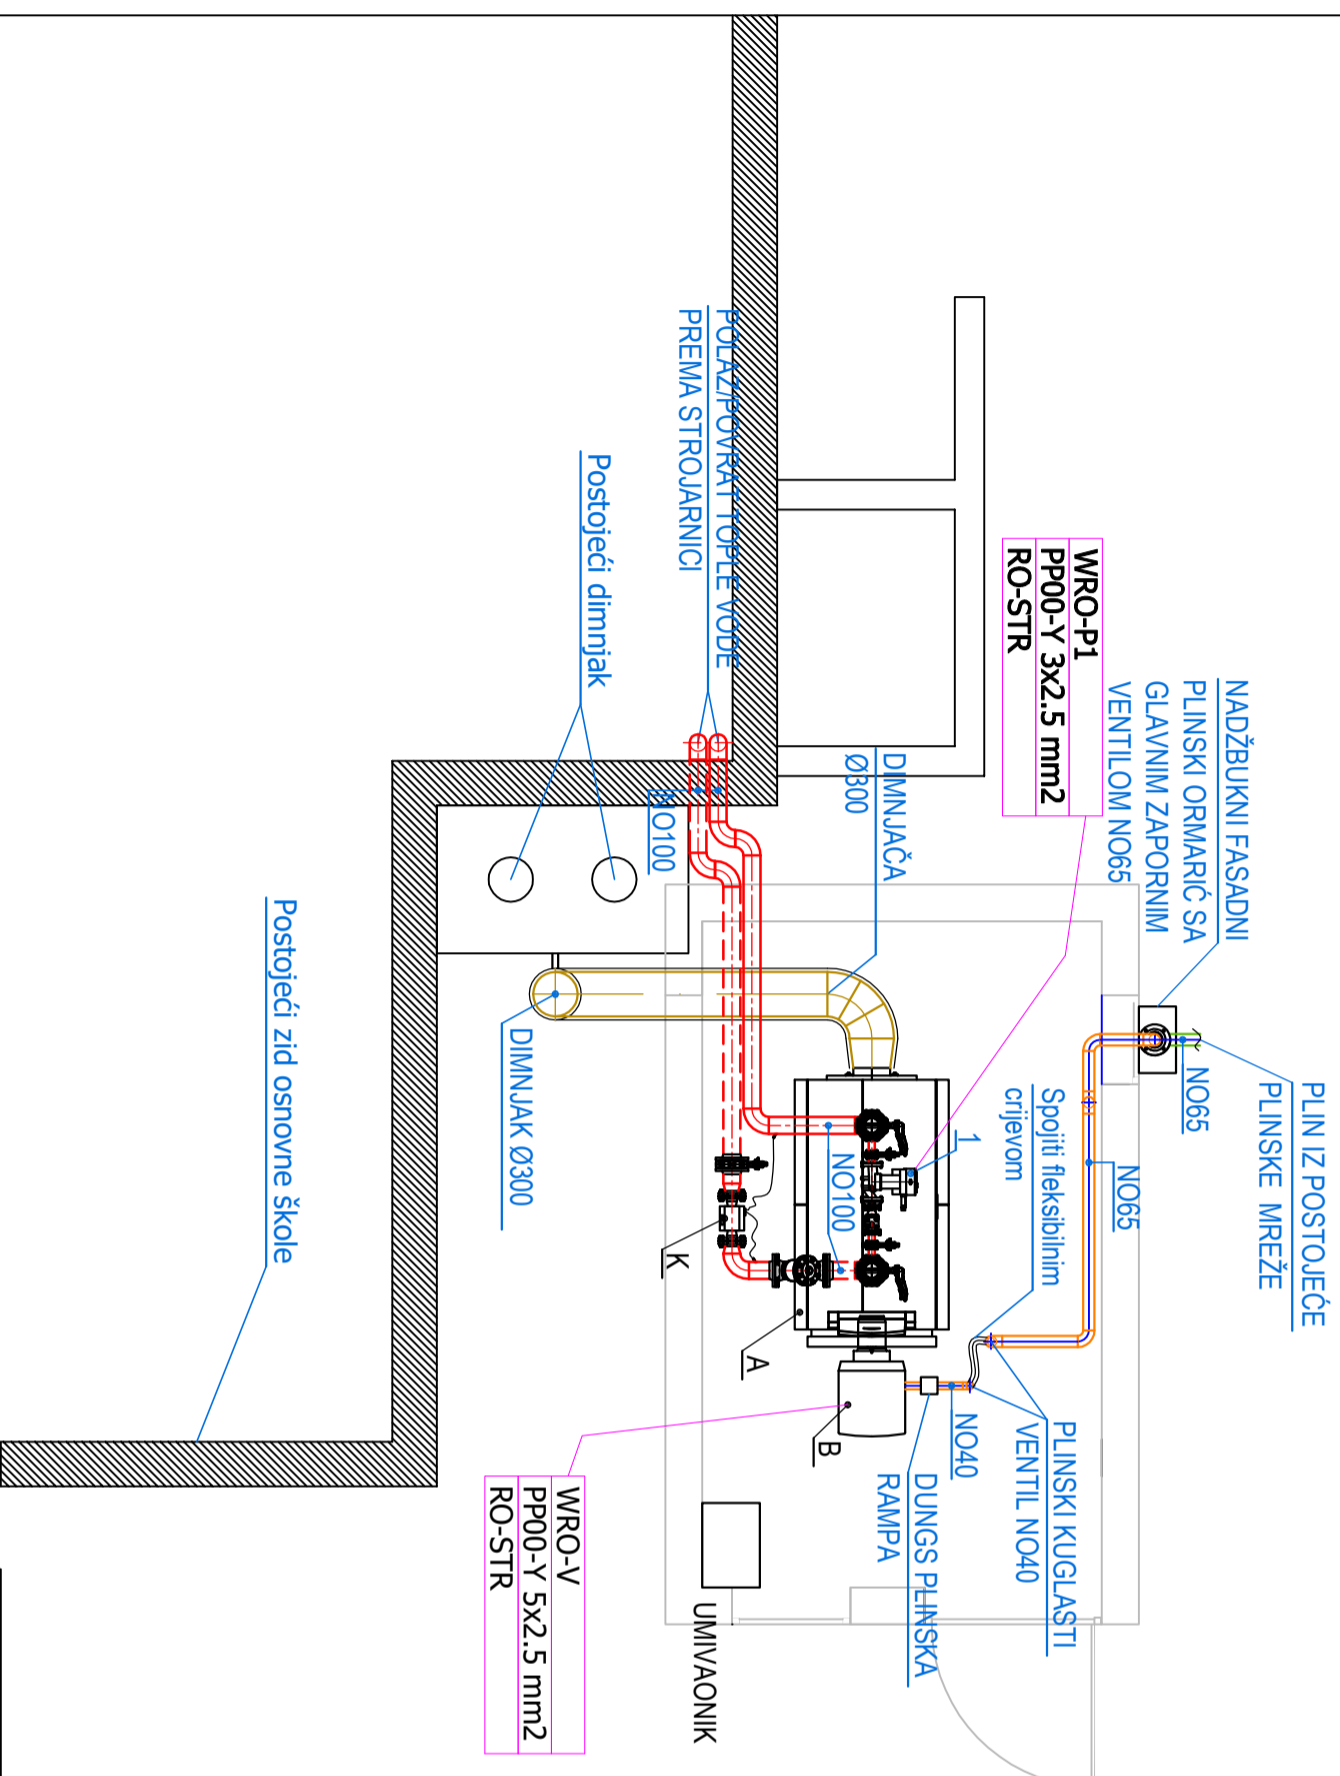 PLIN IZ POSTOJEĆE
PLINSKE MREŽE
NADŽBUKNI FASADNI
PLINSKI ORMARIĆ SA
GLAVNIM ZAPORNIM
VENTILOM NO65
NO65
NO65
WRO-P1
PP00-Y 3x2.5 mm2
RO-STR
Spojiti fleksibilnim
crijevom
PLINSKI KUGLASTI
VENTIL NO40
1
NO40
DUNGS PLINSKA
RAMPA
DIMNJAČA
Ø300
NO100
B
A
POLAZ/POVRAT TOPLE VODE
PREMA STROJARNICI
NO100
K
UMIVAONIK
Postojeći dimnjak
DIMNJAK Ø300
WRO-V
PP00-Y 5x2.5 mm2
RO-STR
Postojeći zid osnovne škole